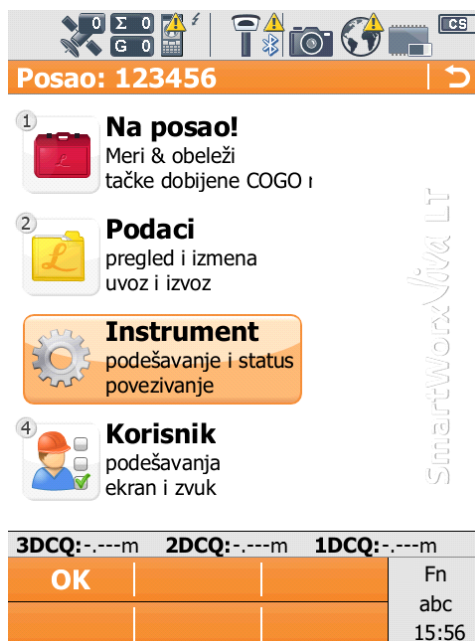 0 Σ 0
G 0
CS
Posao: 123456
1
Na posao!
Meri & obeleži
tačke dobijene COGO r
2
Podaci
pregled i izmena
uvoz i izvoz
Instrument
podešavanje i status
povezivanje
4
Korisnik
podešavanja
ekran i zvuk
SmartWorx Viva LT
3DCQ:-.---m 2DCQ:-.---m 1DCQ:-.---m
OK
Fn
abc
15:56